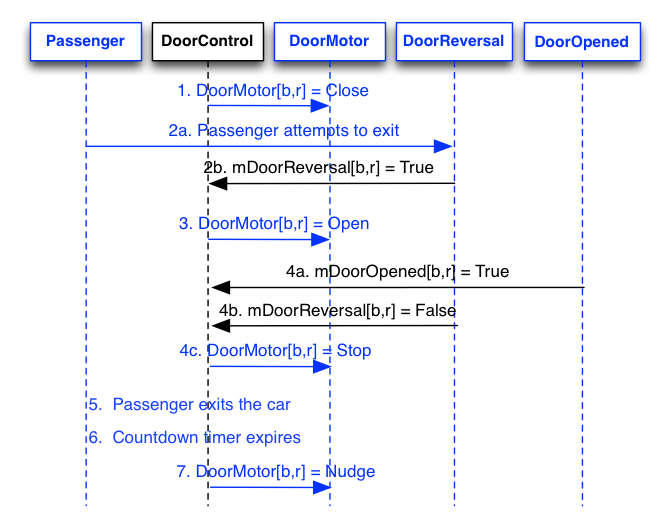 Passenger
DoorControl
DoorMotor
DoorReversal
DoorOpened
1. DoorMotor[b,r] = Close
2a. Passenger attempts to exit
2b. mDoorReversal[b,r] = True
3. DoorMotor[b,r] = Open
4a. mDoorOpened[b,r] = True
4b. mDoorReversal[b,r] = False
4c. DoorMotor[b,r] = Stop
5. Passenger exits the car
6. Countdown timer expires
7. DoorMotor[b,r] = Nudge